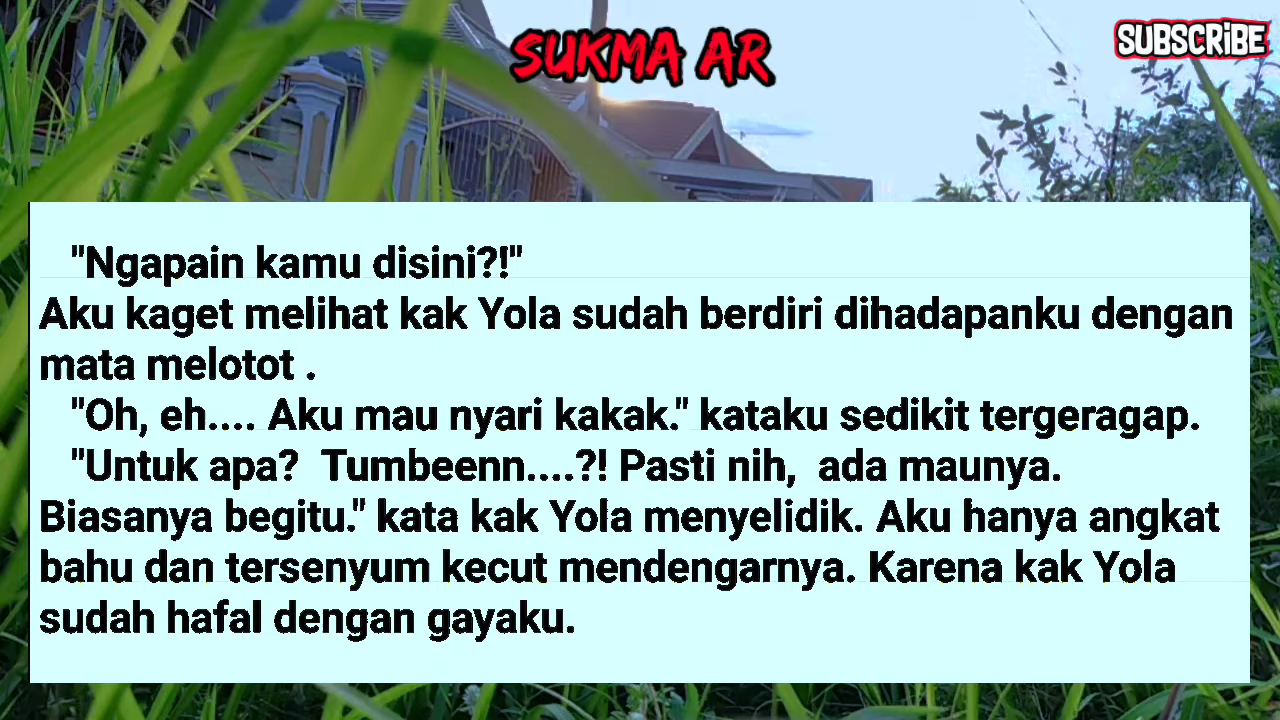 SUKMA AR
SUBSCRiBE
"Ngapain kamu disini?!"
Aku kaget melihat kak Yola sudah berdiri dihadapanku dengan
mata melotot .
"Oh, eh.... Aku mau nyari kakak." kataku sedikit tergeragap.
"Untuk apa?  Tumbeenn....?! Pasti nih,  ada maunya.
Biasanya begitu." kata kak Yola menyelidik. Aku hanya angkat
bahu dan tersenyum kecut mendengarnya. Karena kak Yola
sudah hafal dengan gayaku.